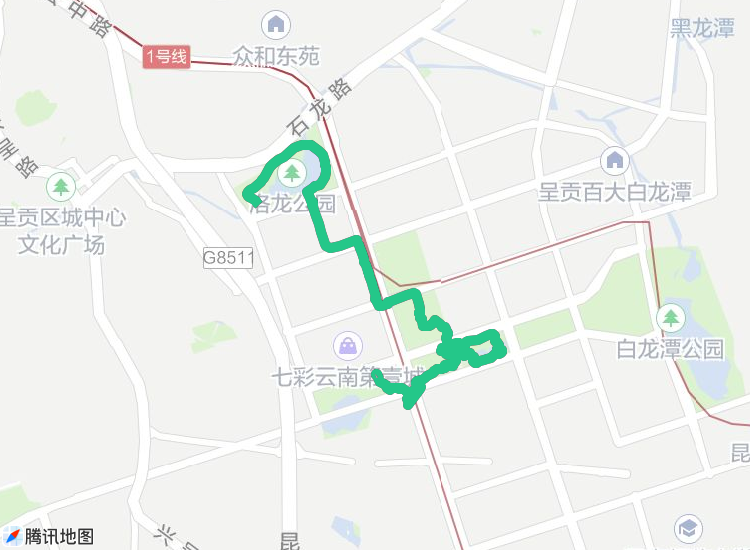 中路
黑龙潭
1号线
众和东苑
石龙路
呈贡区城中心
文化广场
洛龙公园
呈贡百大白龙潭
G8511
七彩云南第壹城
白龙潭公园
昆
昆
腾讯地图